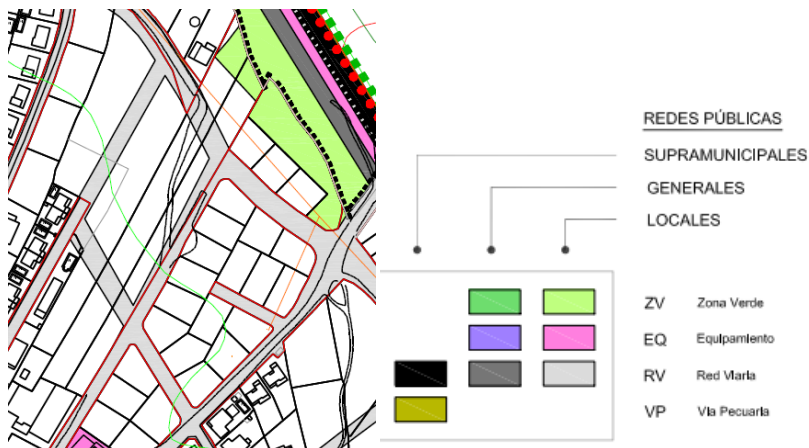 REDES PÚBLICAS
SUPRAMUNICIPALES
GENERALES
LOCALES
ZV Zona Verde
EQ Equipamiento
RV Red Viaria
VP Vía Pecuaria